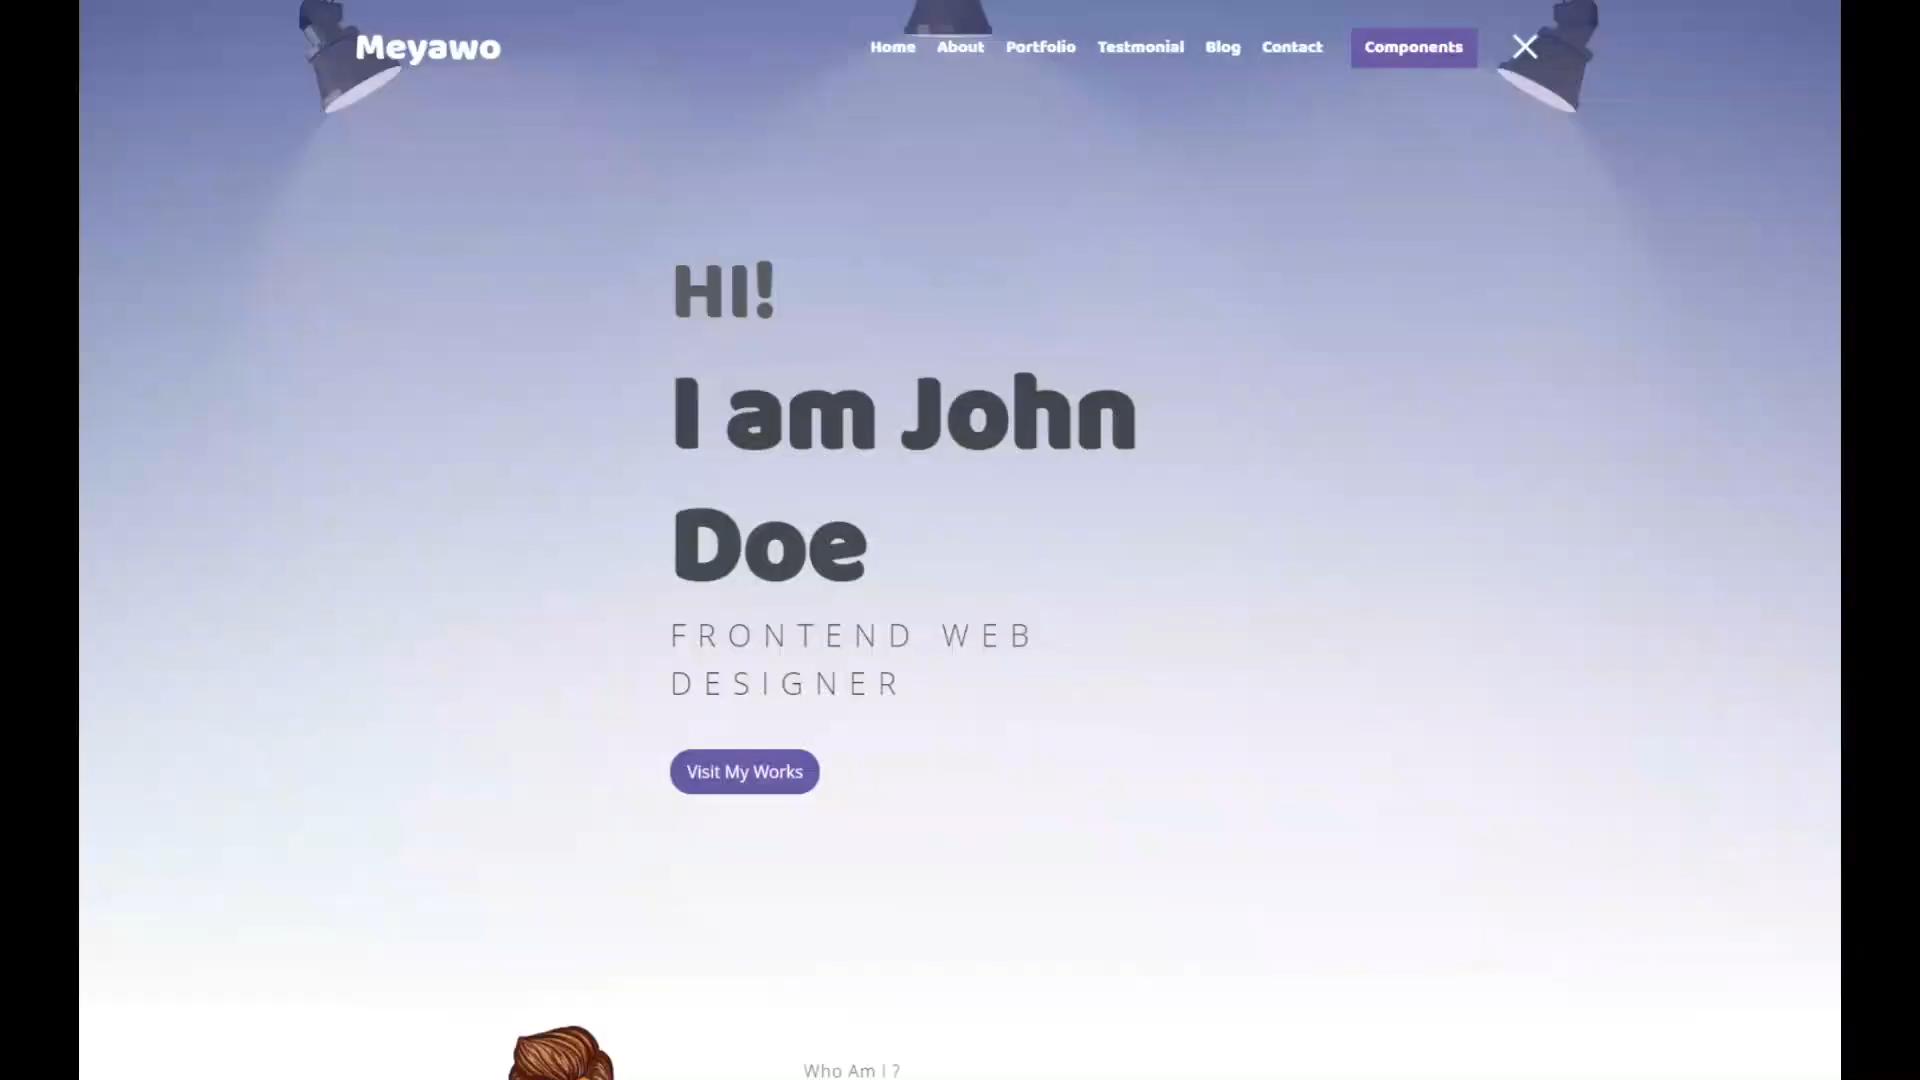 Meyawo
Home About Portfolio Testmonial Blog Contact Components
HI!
I am John
Doe
FRONTEND WEB
DESIGNER
Visit My Works
Who Am I ?